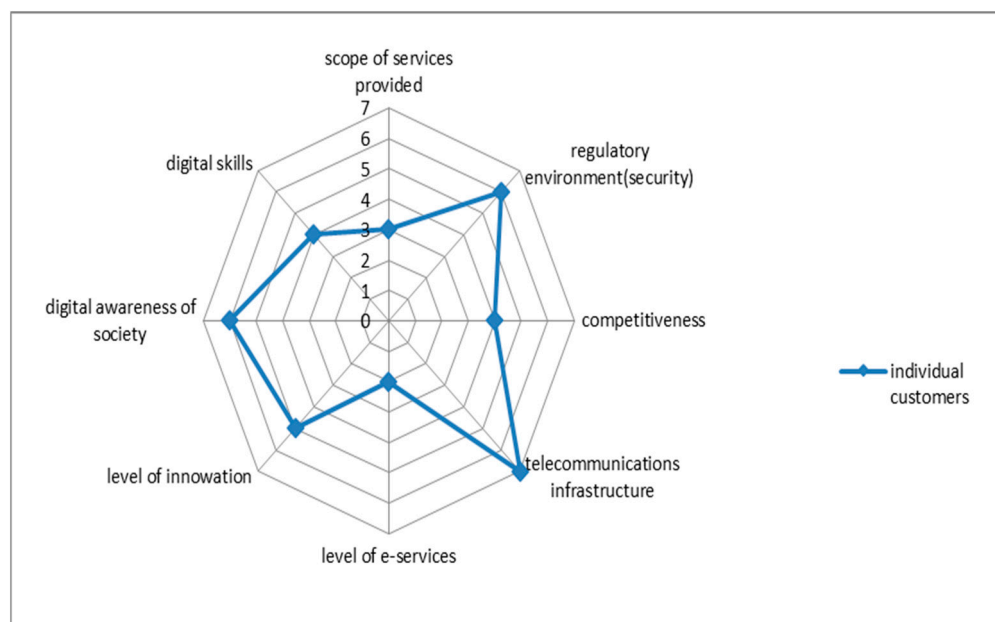 scope of services
provided
7
6
5
4
3
2
1
0
regulatory
environment(security)
competitiveness
telecommunications
infrastructure
level of e-services
level of innowation
digital awareness of
society
digital skills
individual
customers